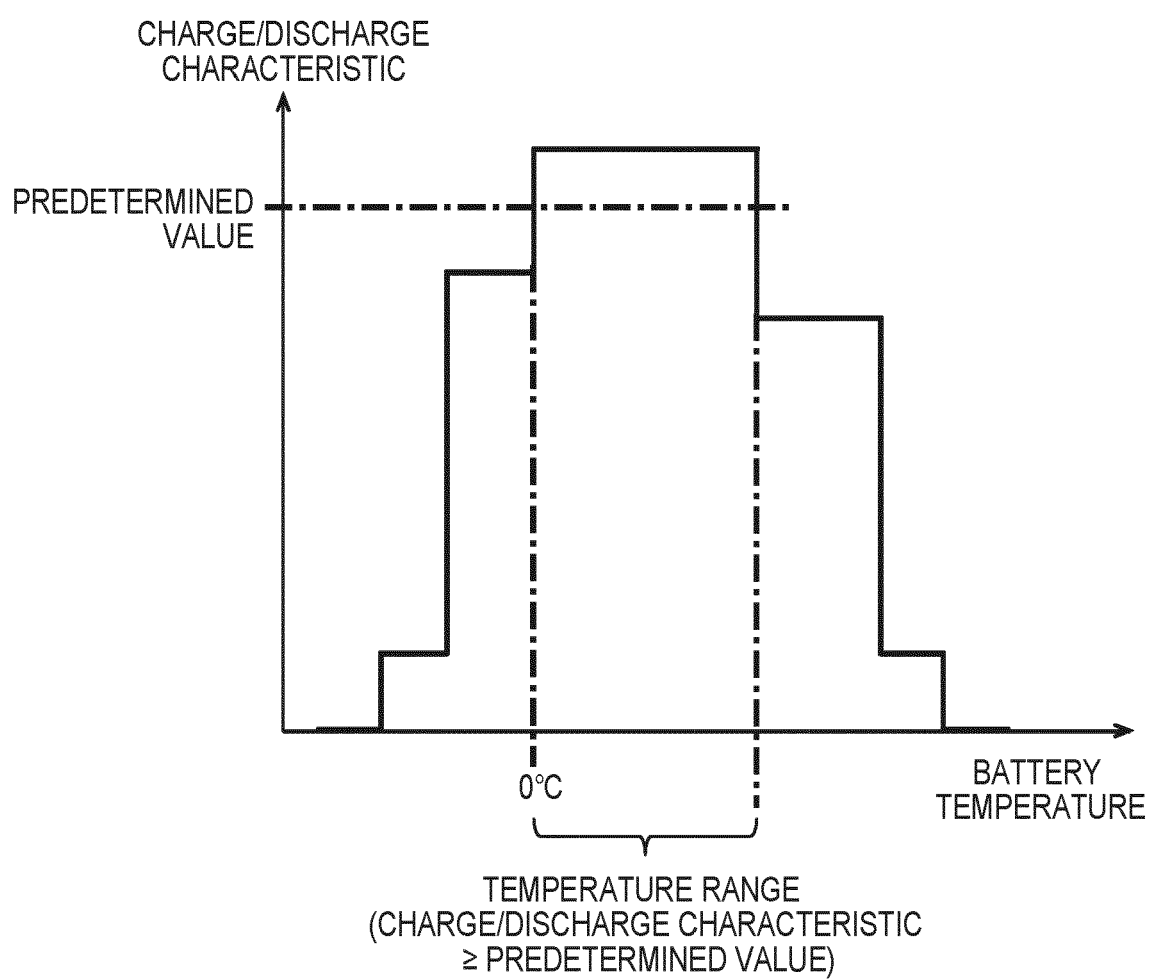 CHARGE/DISCHARGE
CHARACTERISTIC
PREDETERMINED
VALUE
0°C
BATTERY
TEMPERATURE
TEMPERATURE RANGE
(CHARGE/DISCHARGE CHARACTERISTIC
≥ PREDETERMINED VALUE)